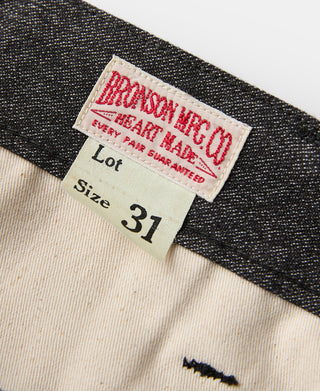 BRONSON MFG CO
HEART MADE
EVERY PAIR GUARANTEED
Lot
Size 31